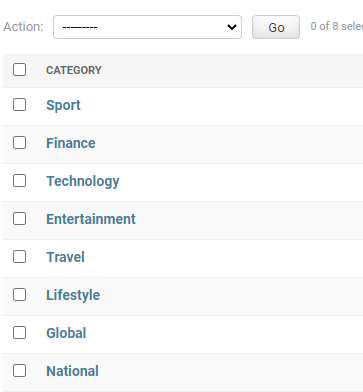 Action: --------- Go 0 of 8 selec
CATEGORY
Sport
Finance
Technology
Entertainment
Travel
Lifestyle
Global
National